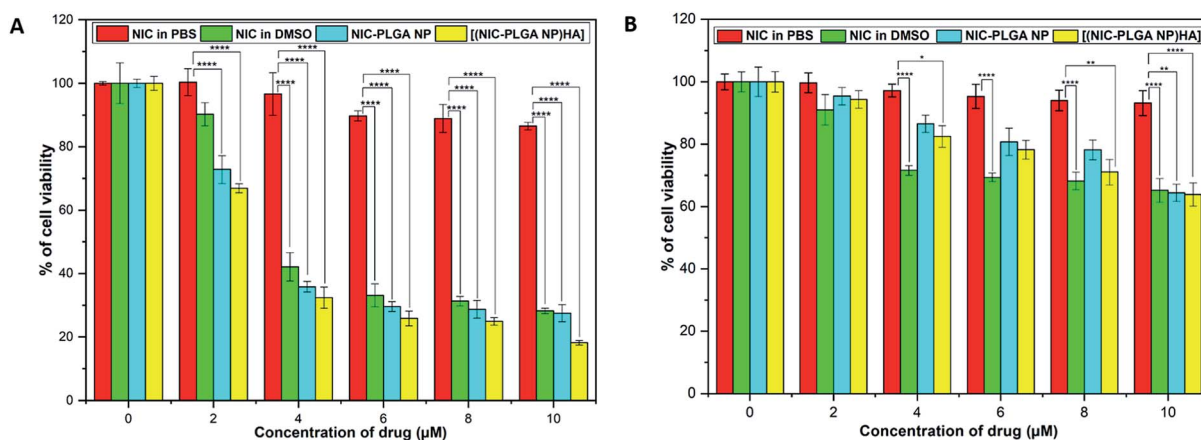 A
NIC in PBS NIC in DMSO NIC-PLGA NP [(NIC-PLGA NP)HA]
120
100
80
60
40
20
0
% of cell viability
**** **** **** **** **** **** **** **** **** **** **** **** **** ****
0 2 4 6 8 10
Concentration of drug (µM)
B
NIC in PBS NIC in DMSO NIC-PLGA NP [(NIC-PLGA NP)HA]
120
100
80
60
40
20
0
% of cell viability
**** * **** **** ** **** ** ****
0 2 4 6 8 10
Concentration of drug (µM)